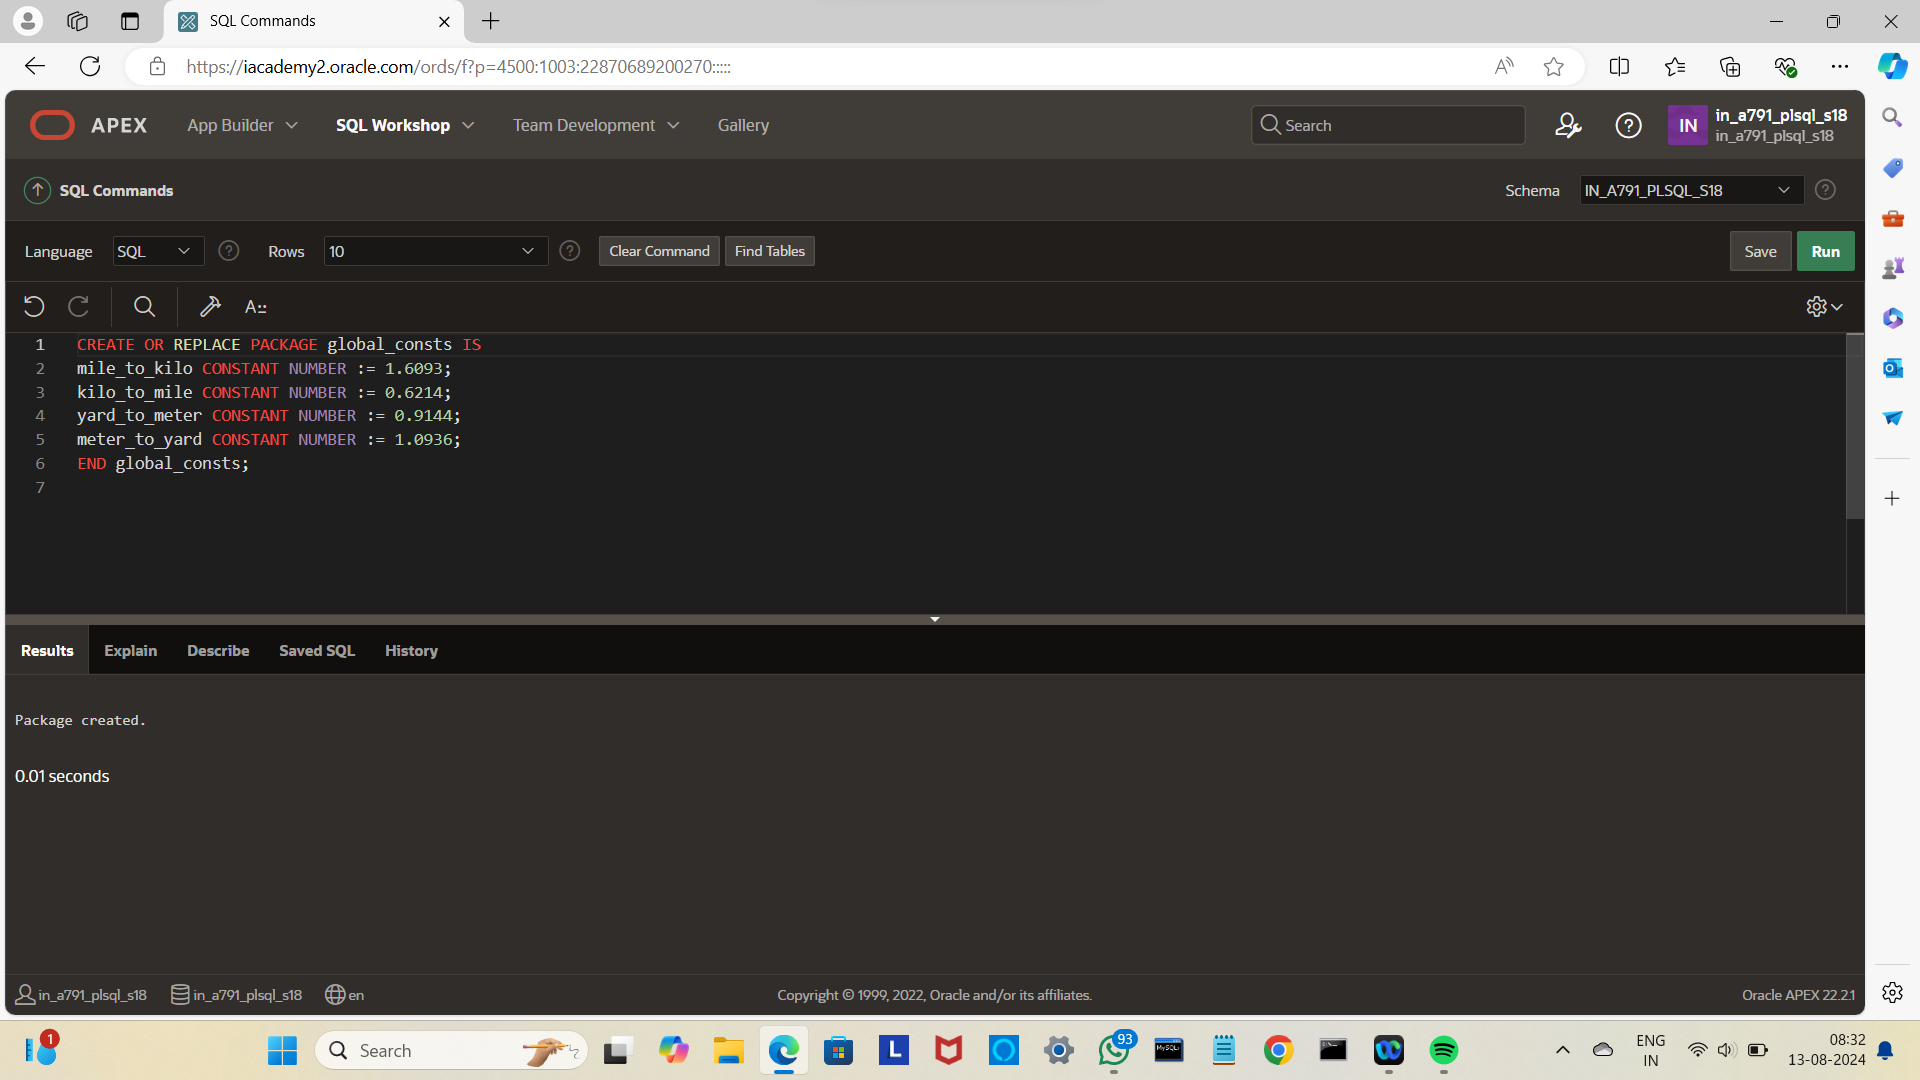 SQL Commands
https://iacademy2.oracle.com/ords/f?p=4500:1003:22870689200270:::::
APEX App Builder SQL Workshop Team Development Gallery Search IN in_a791_plsql_s18
in_a791_plsql_s18
SQL Commands Schema IN_A791_PLSQL_S18
Language SQL Rows 10 Clear Command Find Tables Save Run
A::
1 CREATE OR REPLACE PACKAGE global_consts IS
2 mile_to_kilo CONSTANT NUMBER := 1.6093;
3 kilo_to_mile CONSTANT NUMBER := 0.6214;
4 yard_to_meter CONSTANT NUMBER := 0.9144;
5 meter_to_yard CONSTANT NUMBER := 1.0936;
6 END global_consts;
7
Results Explain Describe Saved SQL History
Package created.
0.01 seconds
in_a791_plsql_s18 in_a791_plsql_s18 en Copyright © 1999, 2022, Oracle and/or its affiliates. Oracle APEX 22.2.1
1 Search L 93 MySQL ENG 08:32
IN 13-08-2024